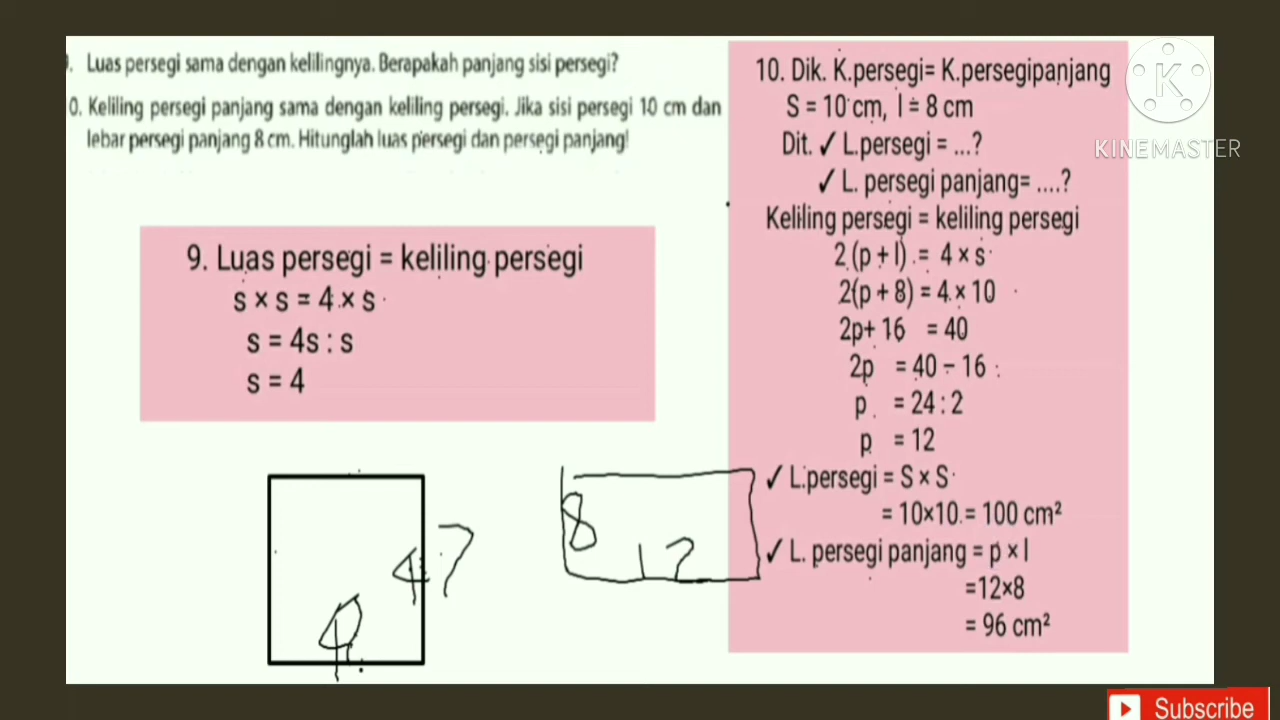 . Luas persegi sama dengan kelilingnya. Berapakah panjang sisi persegi?
0. Keliling persegi panjang sama dengan keliling persegi. Jika sisi persegi 10 cm dan
lebar persegi panjang 8 cm. Hitunglah luas persegi dan persegi panjang!
9. Luas persegi = keliling persegi
s × s = 4 × s
s = 4s : s
s = 4
4 ?
4
8
12
10. Dik. K.persegi= K.persegipanjang
S = 10 cm, l = 8 cm
Dit. ✓ L.persegi = ...?
✓ L. persegi panjang= ....?
Keliling persegi = keliling persegi
2 (p + l) = 4 × s
2(p + 8) = 4 × 10
2p+ 16 = 40
2p = 40 – 16
p = 24 : 2
p = 12
✓ L.persegi = S × S
= 10×10 = 100 cm²
✓ L. persegi panjang = p × l
=12×8
= 96 cm²
K
KINEMASTER
Subscribe